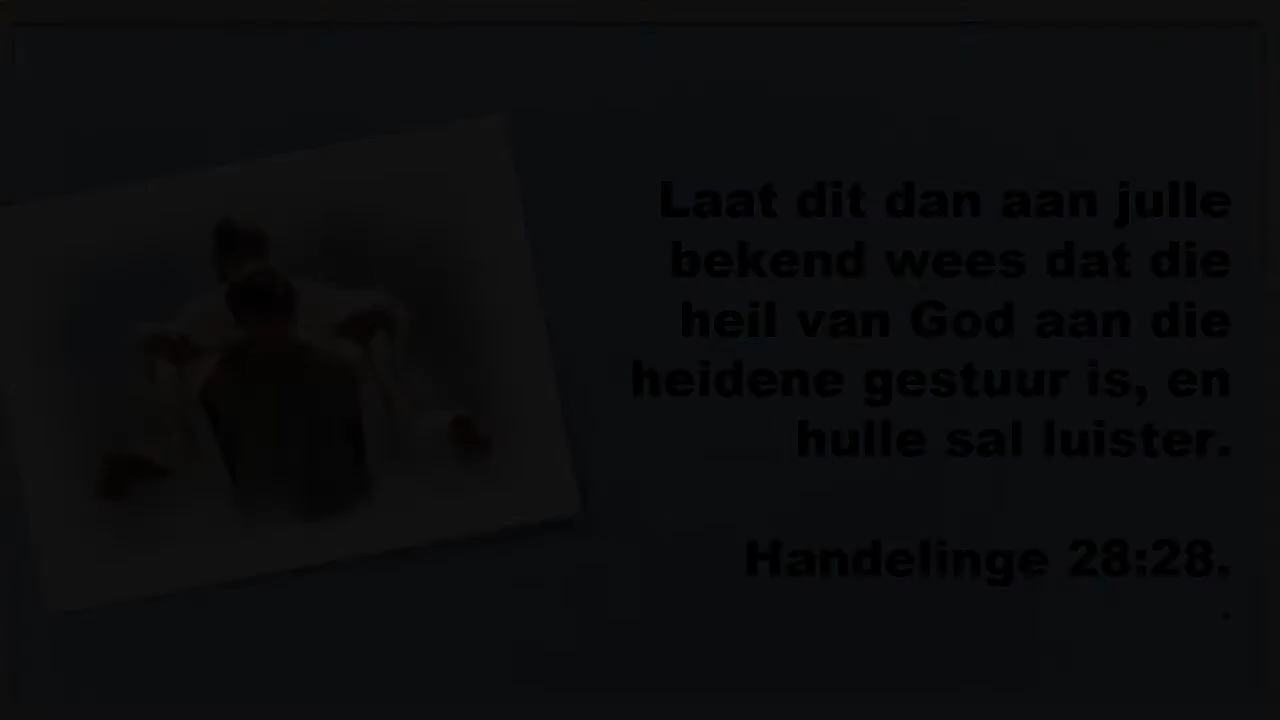 Laat dit dan aan julle
bekend wees dat die
heil van God aan die
heidene gestuur is, en
hulle sal luister.
Handelinge 28:28.
.